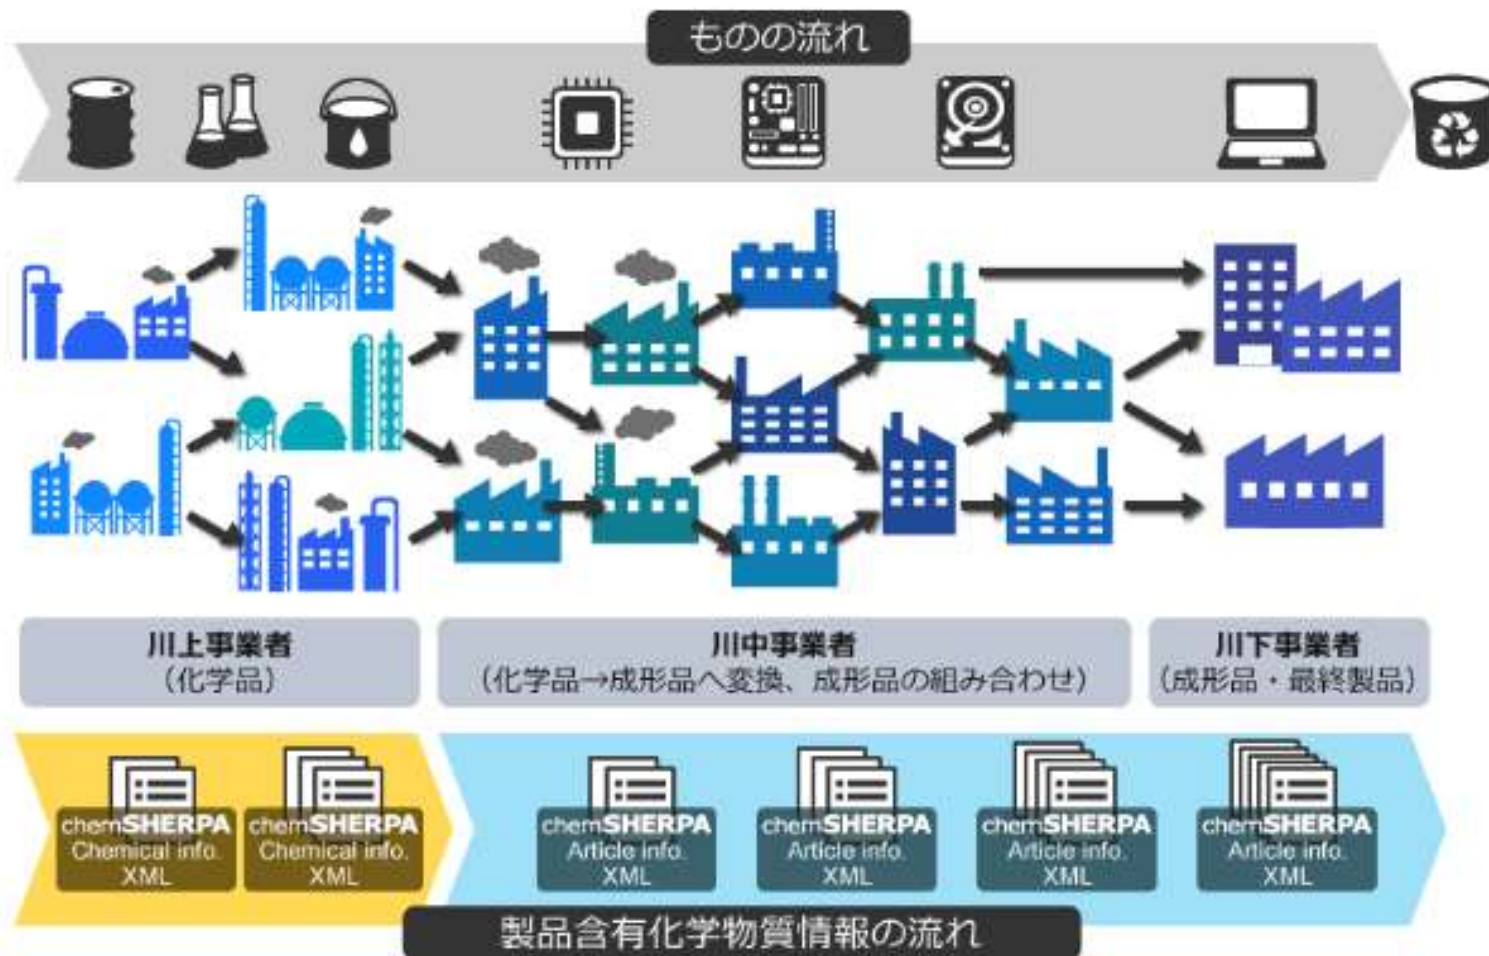 ものの流れ
川上事業者
（化学品）
川中事業者
（化学品→成形品へ変換、成形品の組み合わせ）
川下事業者
（成形品・最終製品）
chemSHERPA
Chemical info.
XML
chemSHERPA
Chemical info.
XML
chemSHERPA
Article info.
XML
chemSHERPA
Article info.
XML
chemSHERPA
Article info.
XML
chemSHERPA
Article info.
XML
製品含有化学物質情報の流れ